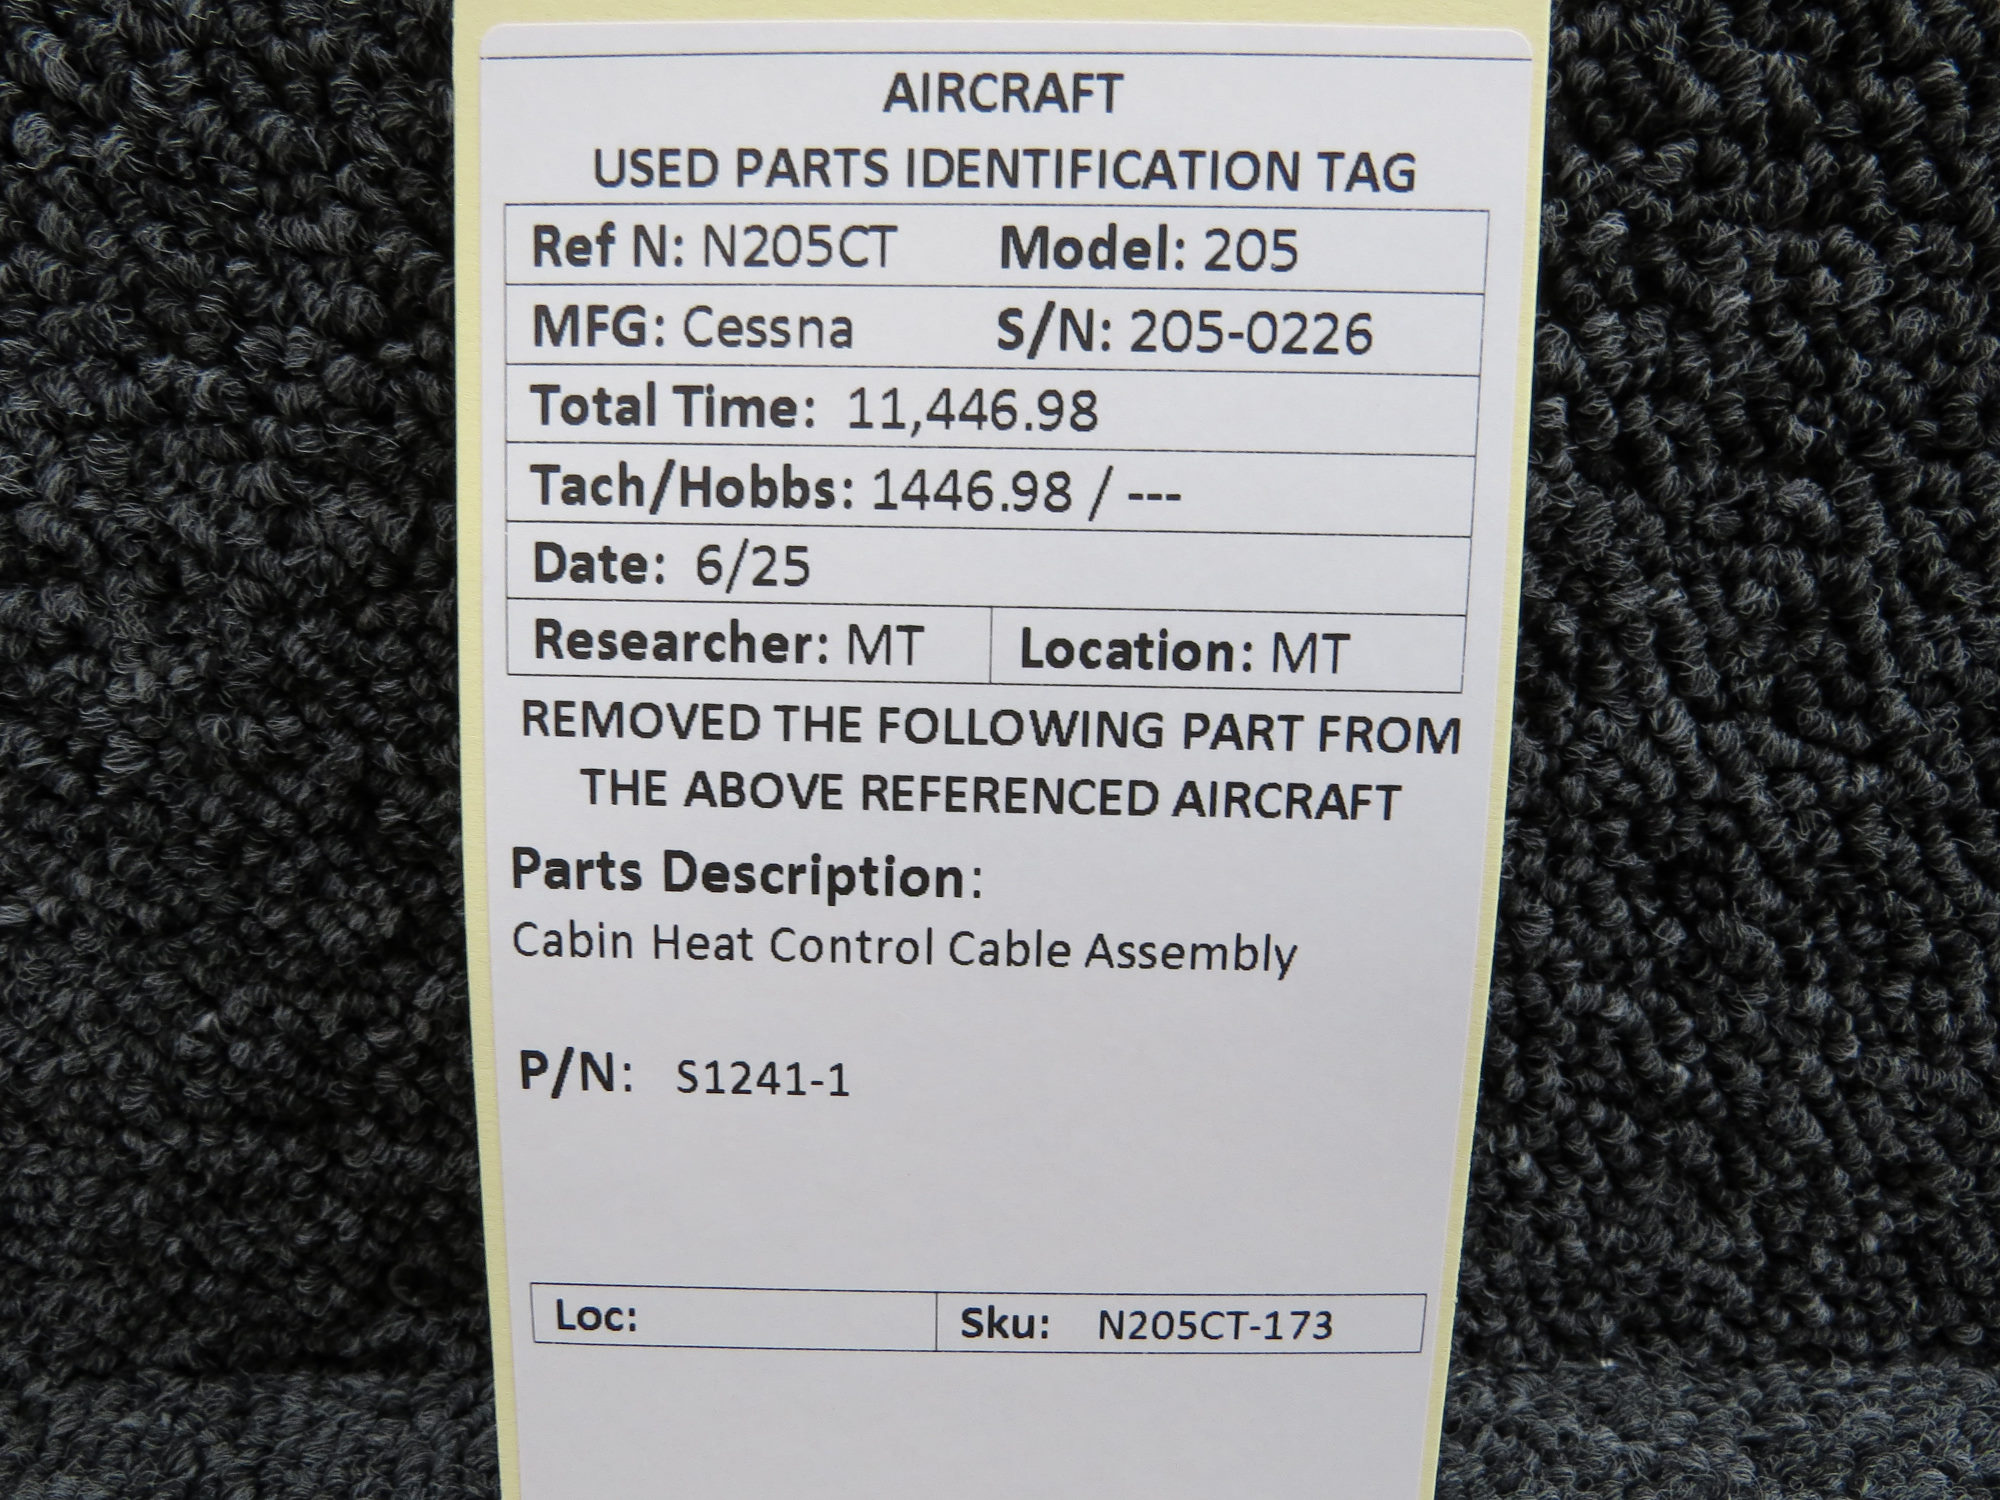 AIRCRAFT
USED PARTS IDENTIFICATION TAG
Ref N: N205CT Model: 205
MFG: Cessna S/N: 205-0226
Total Time: 11,446.98
Tach/Hobbs: 1446.98 / ---
Date: 6/25
Researcher: MT Location: MT
REMOVED THE FOLLOWING PART FROM
THE ABOVE REFERENCED AIRCRAFT
Parts Description:
Cabin Heat Control Cable Assembly
P/N: S1241-1
Loc: Sku: N205CT-173